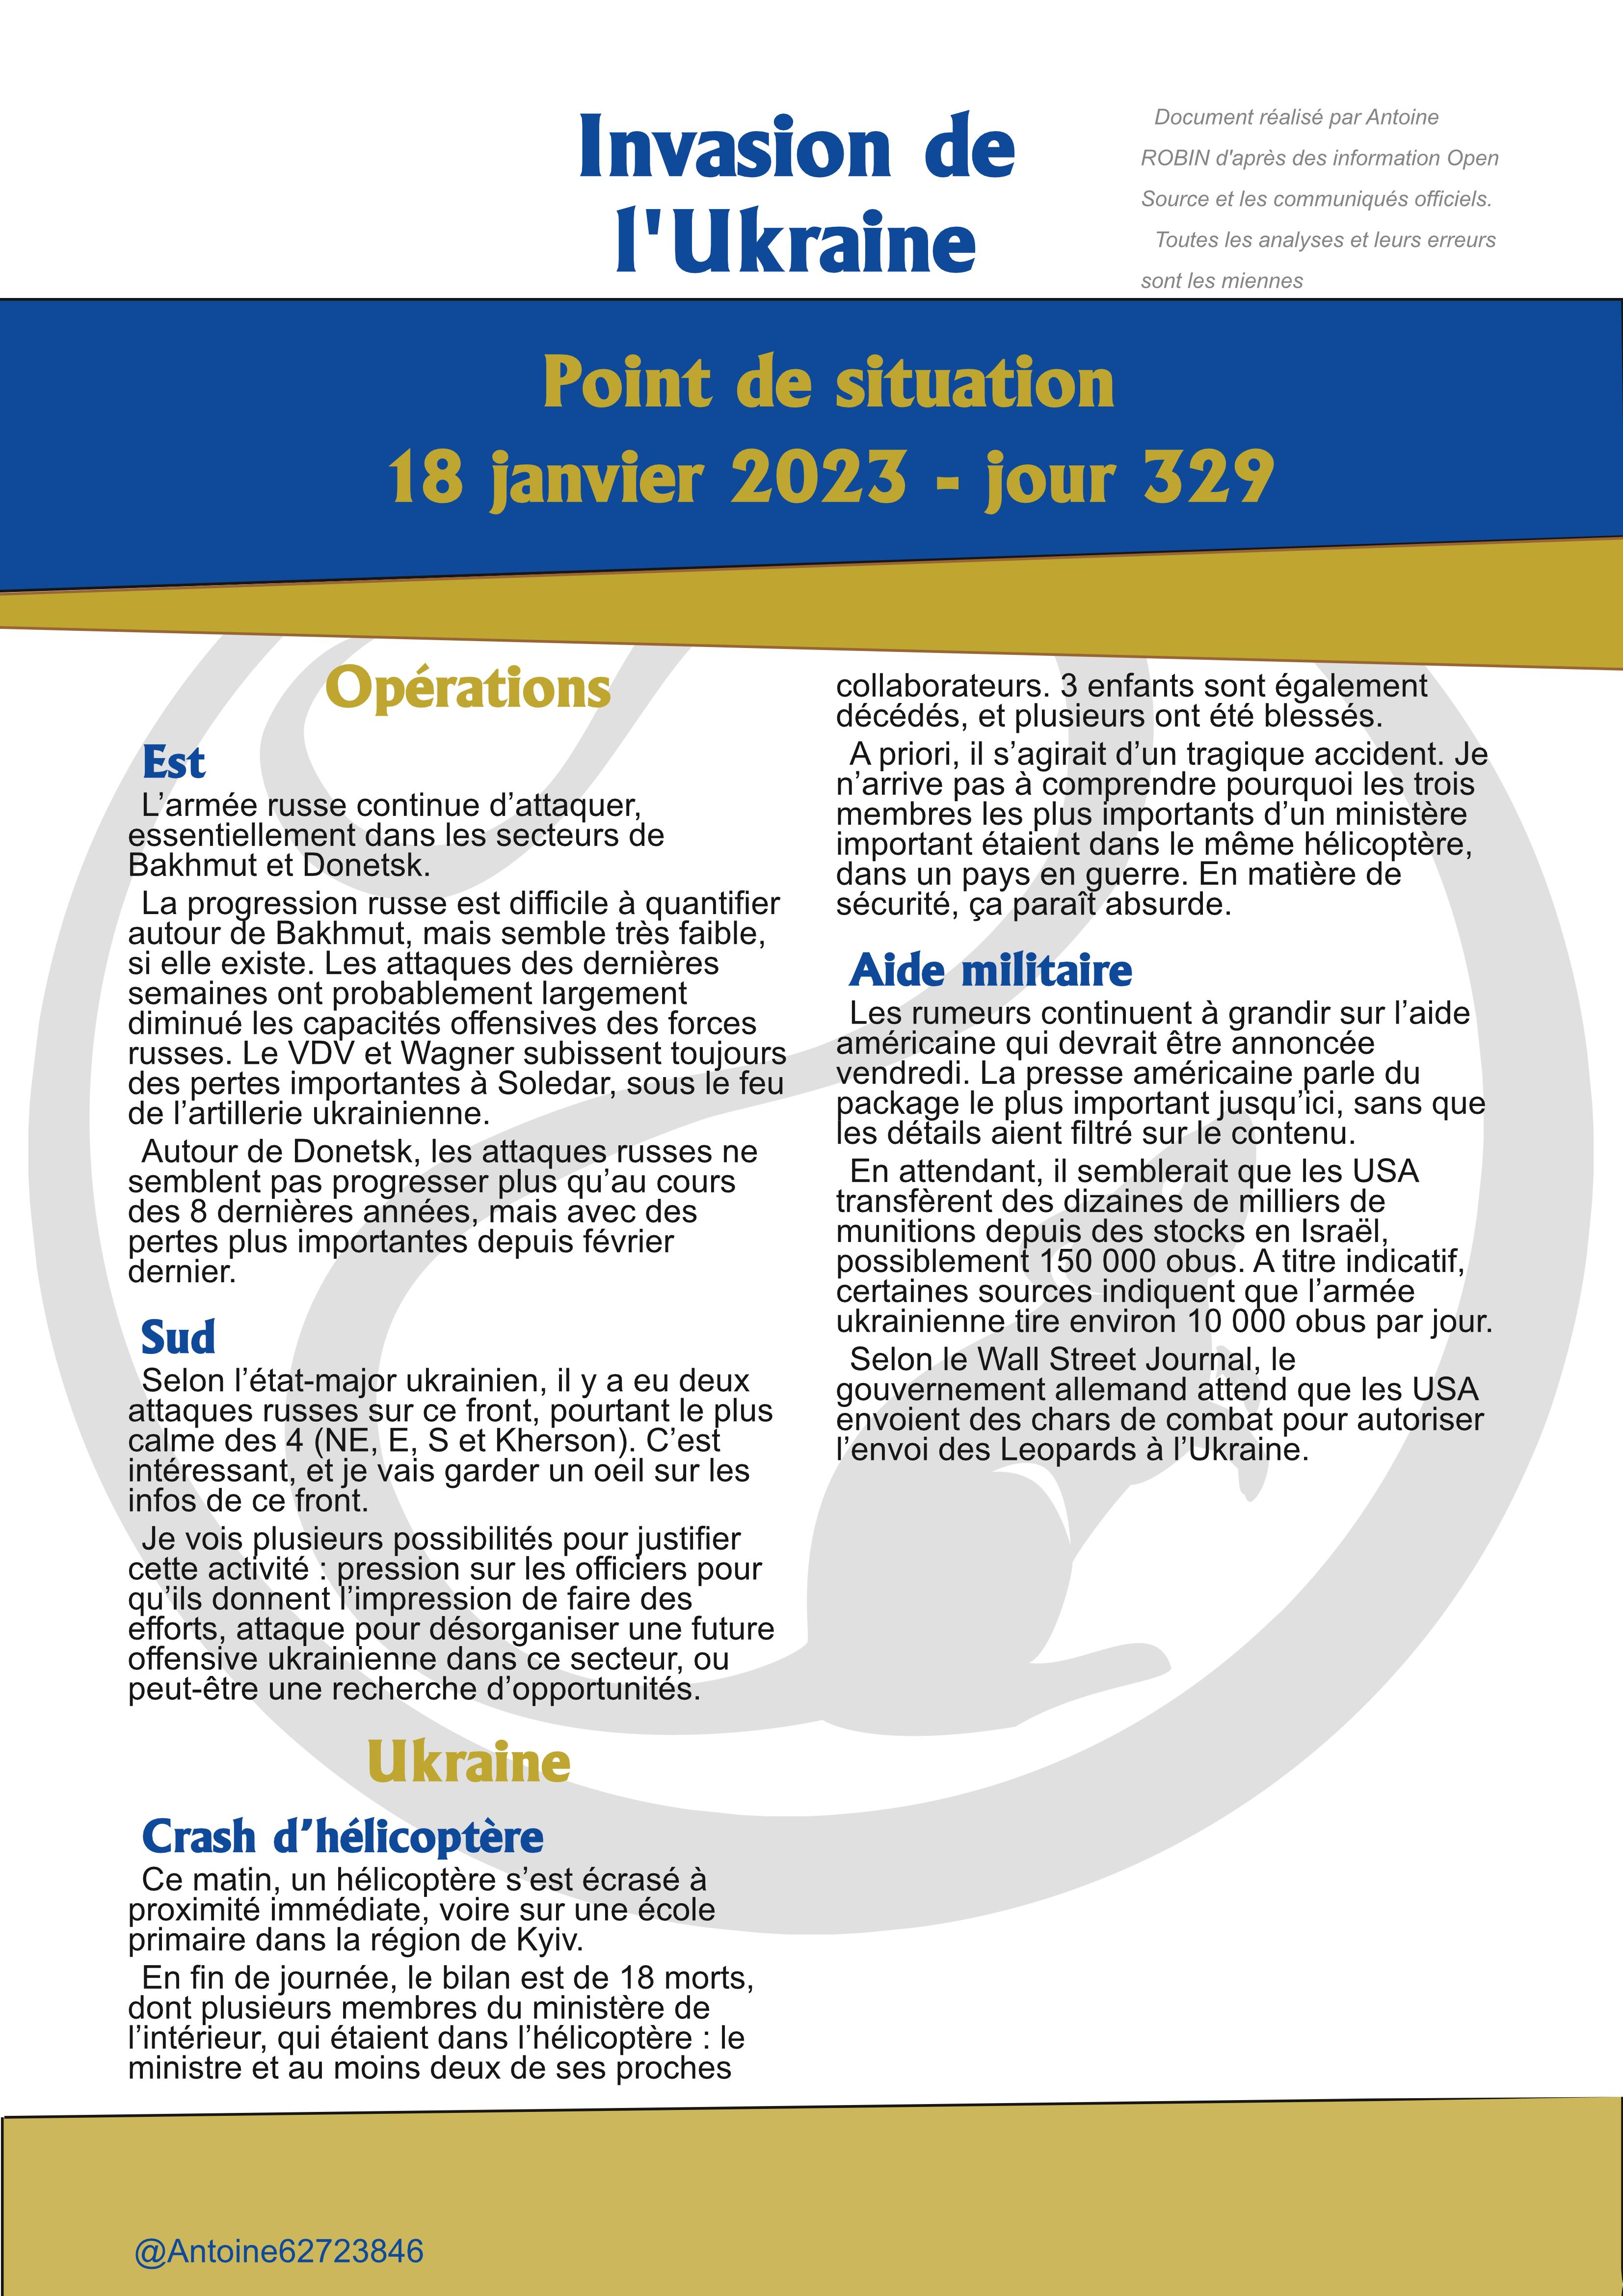 Invasion de
l'Ukraine
Document réalisé par Antoine
ROBIN d'après des information Open
Source et les communiqués officiels.
Toutes les analyses et leurs erreurs
sont les miennes
Point de situation
18 janvier 2023 - jour 329
Opérations
Est
L’armée russe continue d’attaquer,
essentiellement dans les secteurs de
Bakhmut et Donetsk.
La progression russe est difficile à quantifier
autour de Bakhmut, mais semble très faible,
si elle existe. Les attaques des dernières
semaines ont probablement largement
diminué les capacités offensives des forces
russes. Le VDV et Wagner subissent toujours
des pertes importantes à Soledar, sous le feu
de l’artillerie ukrainienne.
Autour de Donetsk, les attaques russes ne
semblent pas progresser plus qu’au cours
des 8 dernières années, mais avec des
pertes plus importantes depuis février
dernier.
Sud
Selon l’état-major ukrainien, il y a eu deux
attaques russes sur ce front, pourtant le plus
calme des 4 (NE, E, S et Kherson). C’est
intéressant, et je vais garder un oeil sur les
infos de ce front.
Je vois plusieurs possibilités pour justifier
cette activité : pression sur les officiers pour
qu’ils donnent l’impression de faire des
efforts, attaque pour désorganiser une future
offensive ukrainienne dans ce secteur, ou
peut-être une recherche d’opportunités.
Ukraine
Crash d’hélicoptère
Ce matin, un hélicoptère s’est écrasé à
proximité immédiate, voire sur une école
primaire dans la région de Kyiv.
En fin de journée, le bilan est de 18 morts,
dont plusieurs membres du ministère de
l’intérieur, qui étaient dans l’hélicoptère : le
ministre et au moins deux de ses proches
collaborateurs. 3 enfants sont également
décédés, et plusieurs ont été blessés.
A priori, il s’agirait d’un tragique accident. Je
n’arrive pas à comprendre pourquoi les trois
membres les plus importants d’un ministère
important étaient dans le même hélicoptère,
dans un pays en guerre. En matière de
sécurité, ça paraît absurde.
Aide militaire
Les rumeurs continuent à grandir sur l’aide
américaine qui devrait être annoncée
vendredi. La presse américaine parle du
package le plus important jusqu’ici, sans que
les détails aient filtré sur le contenu.
En attendant, il semblerait que les USA
transfèrent des dizaines de milliers de
munitions depuis des stocks en Israël,
possiblement 150 000 obus. A titre indicatif,
certaines sources indiquent que l’armée
ukrainienne tire environ 10 000 obus par jour.
Selon le Wall Street Journal, le
gouvernement allemand attend que les USA
envoient des chars de combat pour autoriser
l’envoi des Leopards à l’Ukraine.
@Antoine62723846